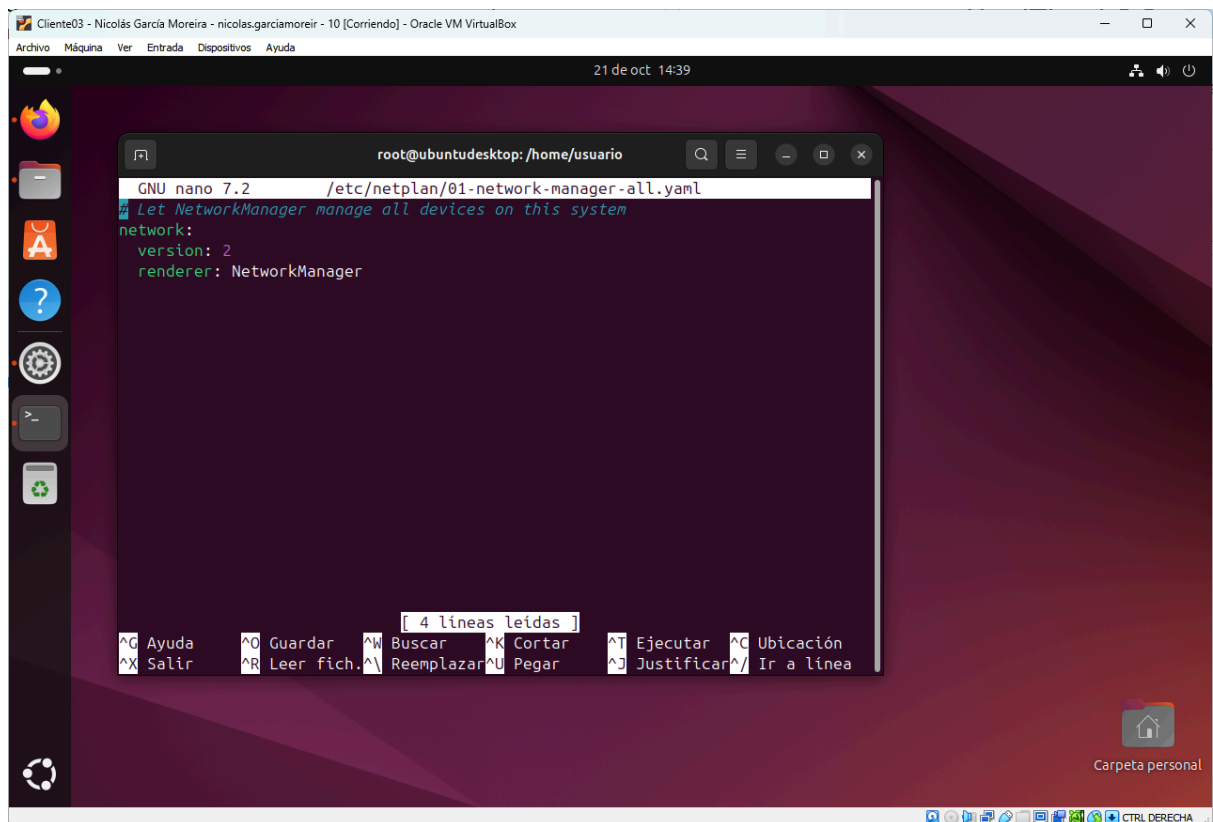 Cliente03 - Nicolás García Moreira - nicolas.garciamoreir - 10 [Corriendo] - Oracle VM VirtualBox
Archivo Máquina Ver Entrada Dispositivos Ayuda
21 de oct 14:39
root@ubuntudesktop: /home/usuario
GNU nano 7.2 /etc/netplan/01-network-manager-all.yaml
# Let NetworkManager manage all devices on this system
network:
  version: 2
  renderer: NetworkManager
[ 4 líneas leídas ]
^G Ayuda ^O Guardar ^W Buscar ^K Cortar ^T Ejecutar ^C Ubicación
^X Salir ^R Leer fich. ^\ Reemplazar ^U Pegar ^J Justificar ^/ Ir a línea
Carpeta personal
CTRL DERECHA